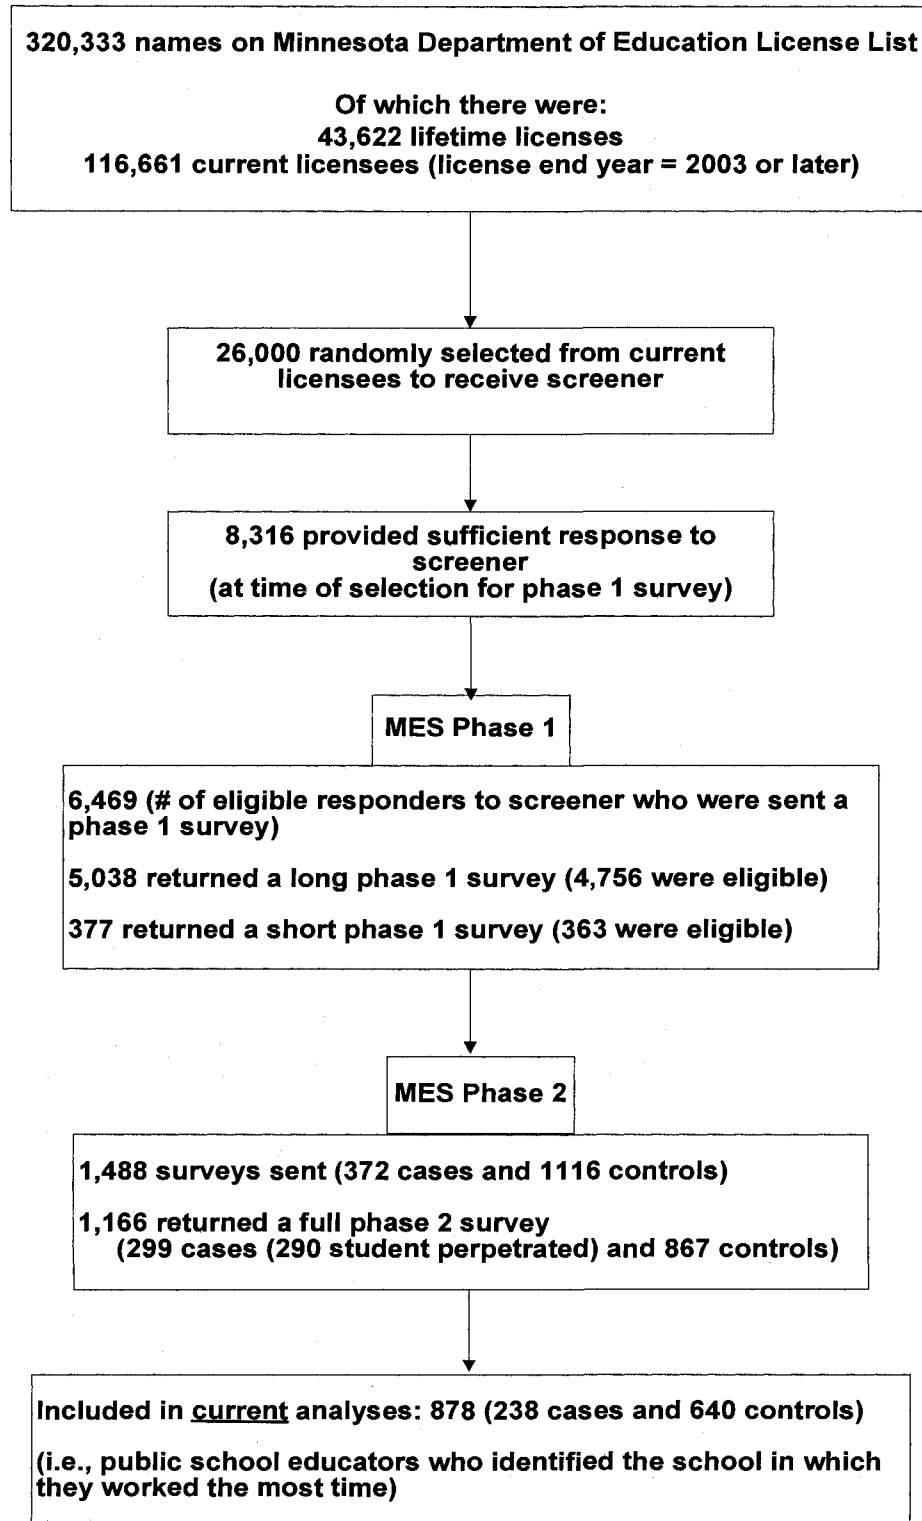 320,333 names on Minnesota Department of Education License List
Of which there were:
43,622 lifetime licenses
116,661 current licensees (license end year = 2003 or later)
26,000 randomly selected from current
licensees to receive screener
8,316 provided sufficient response to
screener
(at time of selection for phase 1 survey)
MES Phase 1
6,469 (# of eligible responders to screener who were sent a
phase 1 survey)
5,038 returned a long phase 1 survey (4,756 were eligible)
377 returned a short phase 1 survey (363 were eligible)
MES Phase 2
1,488 surveys sent (372 cases and 1116 controls)
1,166 returned a full phase 2 survey
(299 cases (290 student perpetrated) and 867 controls)
Included in current analyses: 878 (238 cases and 640 controls)
(i.e., public school educators who identified the school in which
they worked the most time)